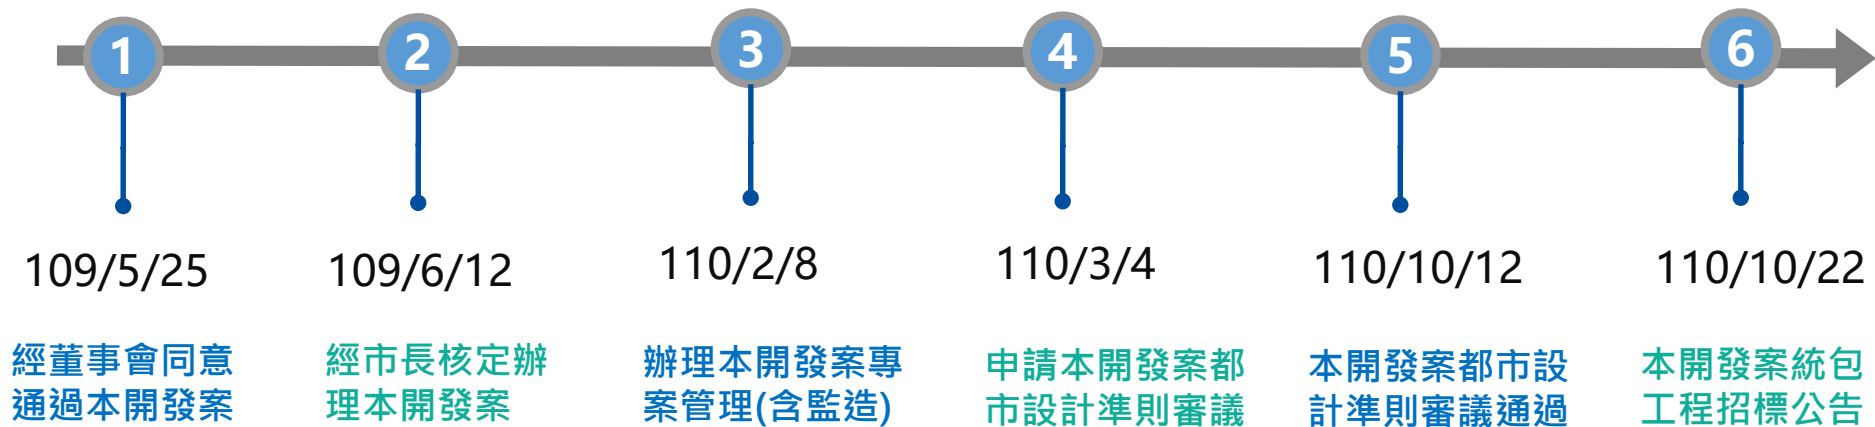 1
2
3
4
5
6
109/5/25
109/6/12
110/2/8
110/3/4
110/10/12
110/10/22
經董事會同意
通過本開發案
經市長核定辦
理本開發案
辦理本開發案專
案管理(含監造)
申請本開發案都
市設計準則審議
本開發案都市設
計準則審議通過
本開發案統包
工程招標公告